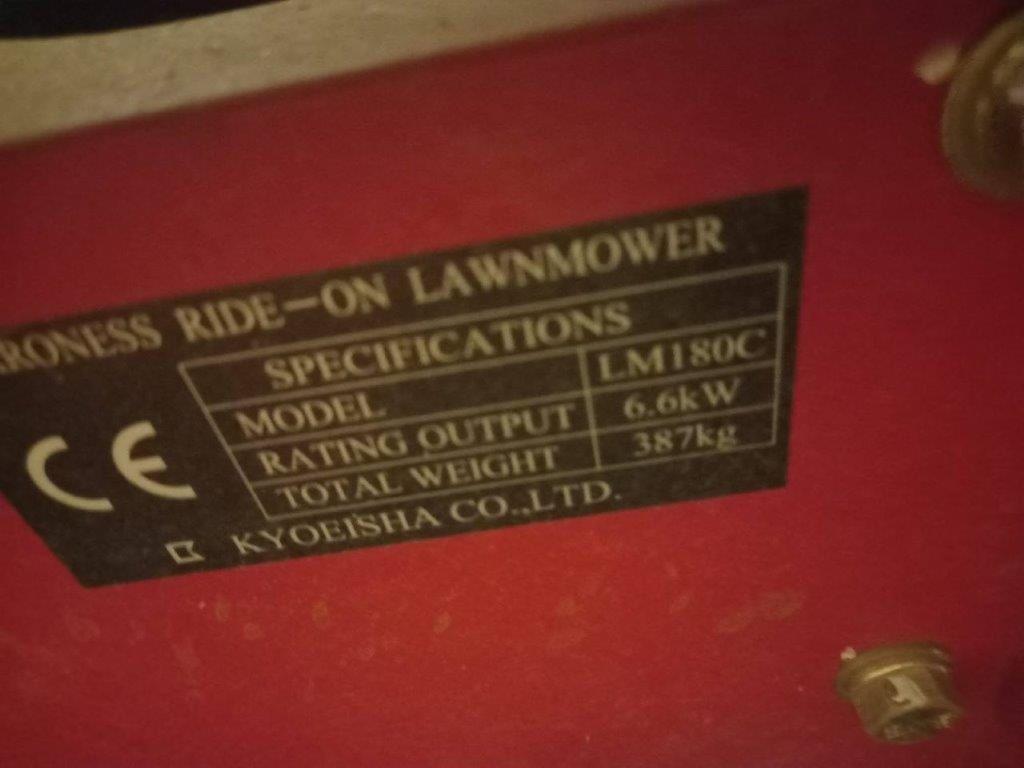 RONESS RIDE-ON LAWNMOWER
SPECIFICATIONS
MODEL LM180C
RATING OUTPUT 6.6kW
TOTAL WEIGHT 387kg
CE
KYOEISHA CO.,LTD.